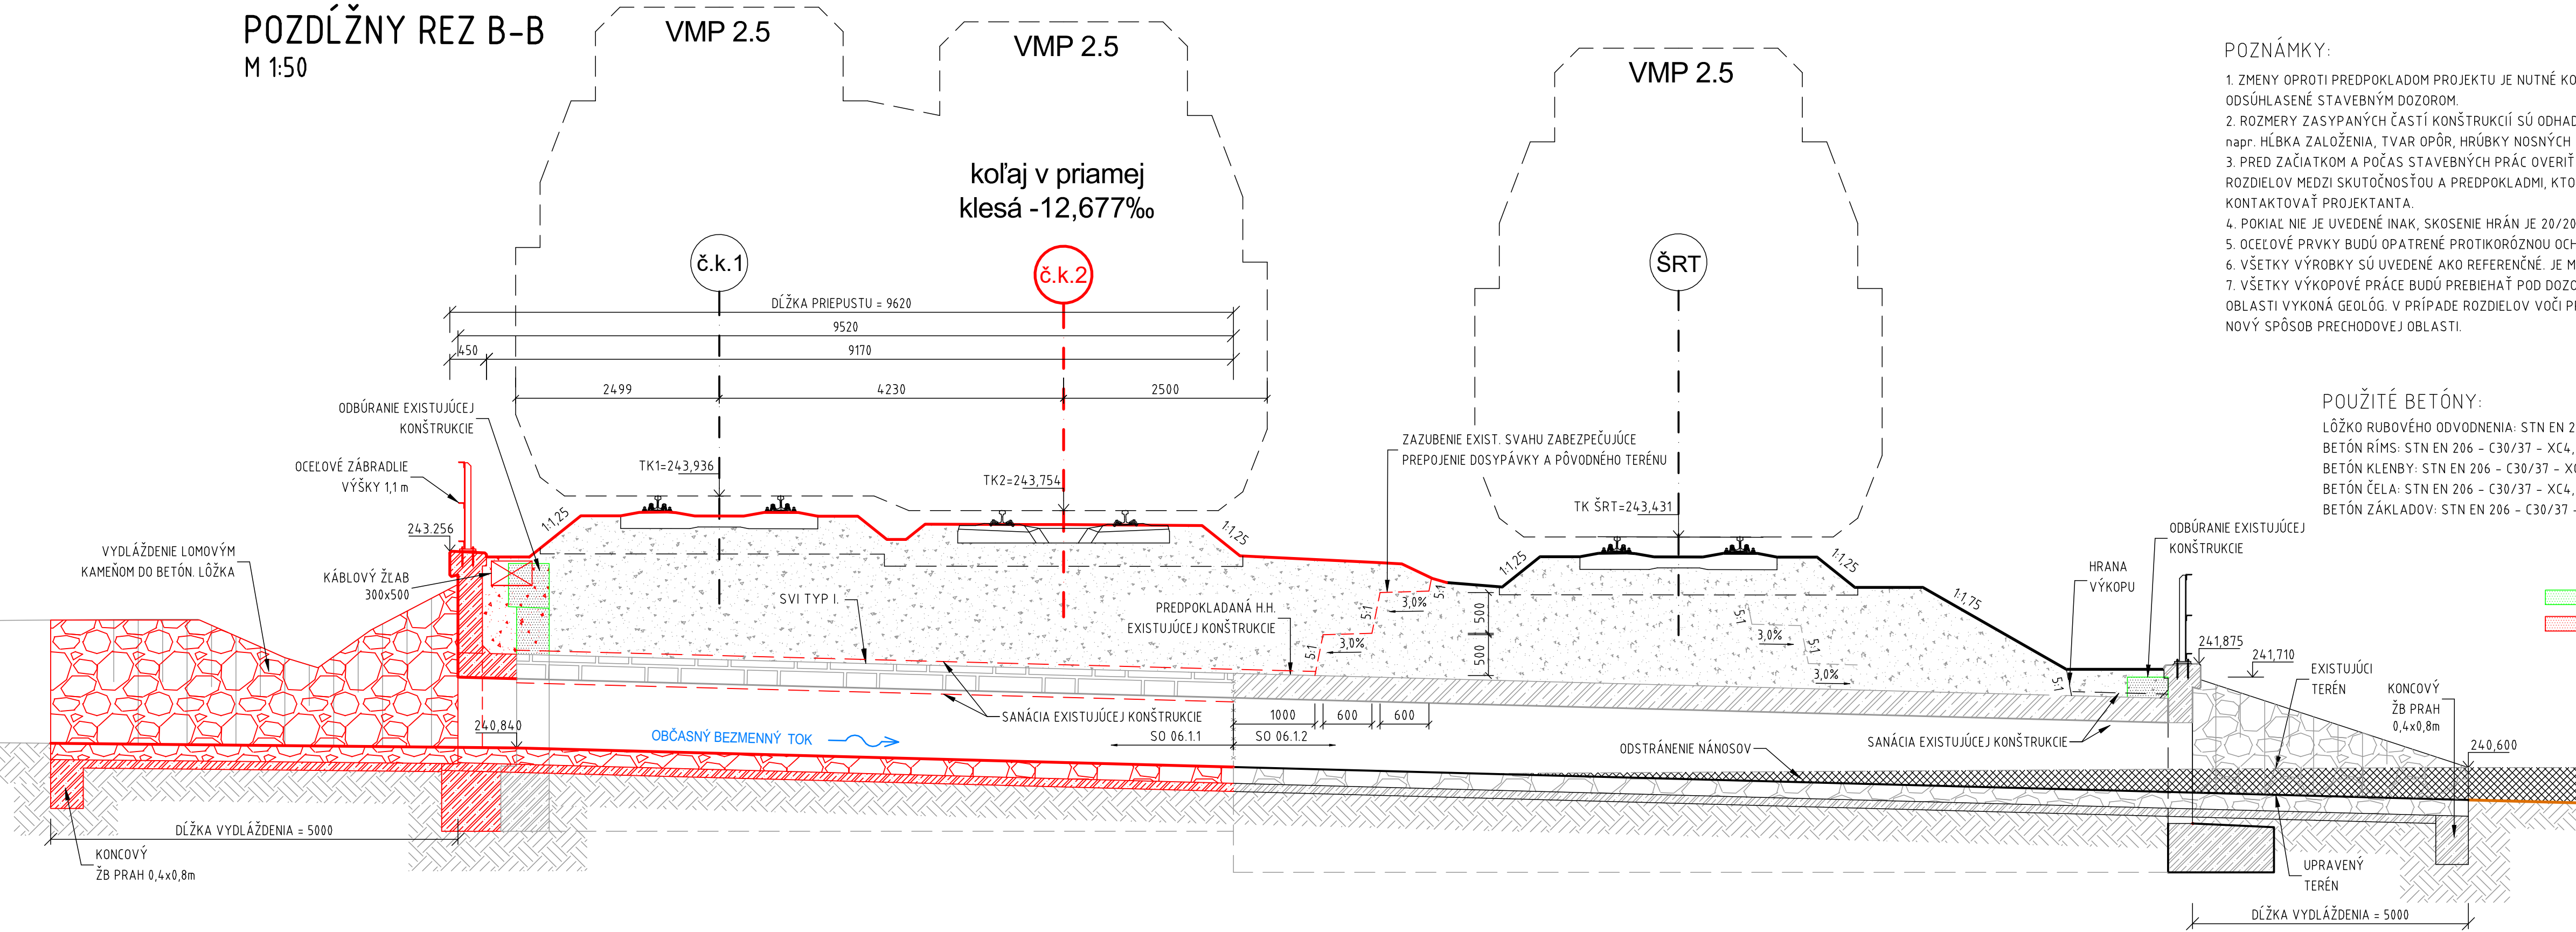 POZDĹŽNY REZ B-B
M 1:50
VMP 2.5
VMP 2.5
VMP 2.5
koľaj v priamej
klesá -12,677‰
č.k.1
č.k.2
ŠRT
DĹŽKA PRIEPUSTU = 9620
9520
450
9170
2499
4230
2500
ODBÚRANIE EXISTUJÚCEJ
KONŠTRUKCIE
OCEĽOVÉ ZÁBRADLIE
VÝŠKY 1,1 m
243.256
VYDLÁŽDENIE LOMOVÝM
KAMEŇOM DO BETÓN. LÔŽKA
KÁBLOVÝ ŽĽAB
300x500
1:1,25
TK1=243,936
TK2=243,754
1:1,25
ZAZUBENIE EXIST. SVAHU ZABEZPEČUJÚCE
PREPOJENIE DOSYPÁVKY A PÔVODNÉHO TERÉNU
TK ŠRT=243,431
1:1,25
1:1,25
1:1,75
SVI TYP I.
PREDPOKLADANÁ H.H.
EXISTUJÚCEJ KONŠTRUKCIE
5:1
3,0%
5:1
3,0%
5:1
500
500
5:1
3,0%
5:1
3,0%
5:1
HRANA
VÝKOPU
ODBÚRANIE EXISTUJÚCEJ
KONŠTRUKCIE
241,875
241,710
EXISTUJÚCI
TERÉN
KONCOVÝ
ŽB PRAH
0,4x0,8m
240,600
240,840
OBČASNÝ BEZMENNÝ TOK
SANÁCIA EXISTUJÚCEJ KONŠTRUKCIE
1000
600
600
SO 06.1.1
SO 06.1.2
ODSTRÁNENIE NÁNOSOV
SANÁCIA EXISTUJÚCEJ KONŠTRUKCIE
DĹŽKA VYDLÁŽDENIA = 5000
KONCOVÝ
ŽB PRAH 0,4x0,8m
UPRAVENÝ
TERÉN
DĹŽKA VYDLÁŽDENIA = 5000
POZNÁMKY:
1. ZMENY OPROTI PREDPOKLADOM PROJEKTU JE NUTNÉ KO
ODSÚHLASENÉ STAVEBNÝM DOZOROM.
2. ROZMERY ZASYPANÝCH ČASTÍ KONŠTRUKCIÍ SÚ ODHAD
napr. HĹBKA ZALOŽENIA, TVAR OPÔR, HRÚBKY NOSNÝCH
3. PRED ZAČIATKOM A POČAS STAVEBNÝCH PRÁC OVERIŤ
ROZDIELOV MEDZI SKUTOČNOSŤOU A PREDPOKLADMI, KTO
KONTAKTOVAŤ PROJEKTANTA.
4. POKIAĽ NIE JE UVEDENÉ INAK, SKOSENIE HRÁN JE 20/20
5. OCEĽOVÉ PRVKY BUDÚ OPATRENÉ PROTIKORÓZNOU OCH
6. VŠETKY VÝROBKY SÚ UVEDENÉ AKO REFERENČNÉ. JE M
7. VŠETKY VÝKOPOVÉ PRÁCE BUDÚ PREBIEHAŤ POD DOZO
OBLASTI VYKONÁ GEOLÓG. V PRÍPADE ROZDIELOV VOČI P
NOVÝ SPÔSOB PRECHODOVEJ OBLASTI.
POUŽITÉ BETÓNY:
LÔŽKO RUBOVÉHO ODVODNENIA: STN EN 2
BETÓN RÍMS: STN EN 206 - C30/37 - XC4,
BETÓN KLENBY: STN EN 206 - C30/37 - X
BETÓN ČELA: STN EN 206 - C30/37 - XC4,
BETÓN ZÁKLADOV: STN EN 206 - C30/37 -